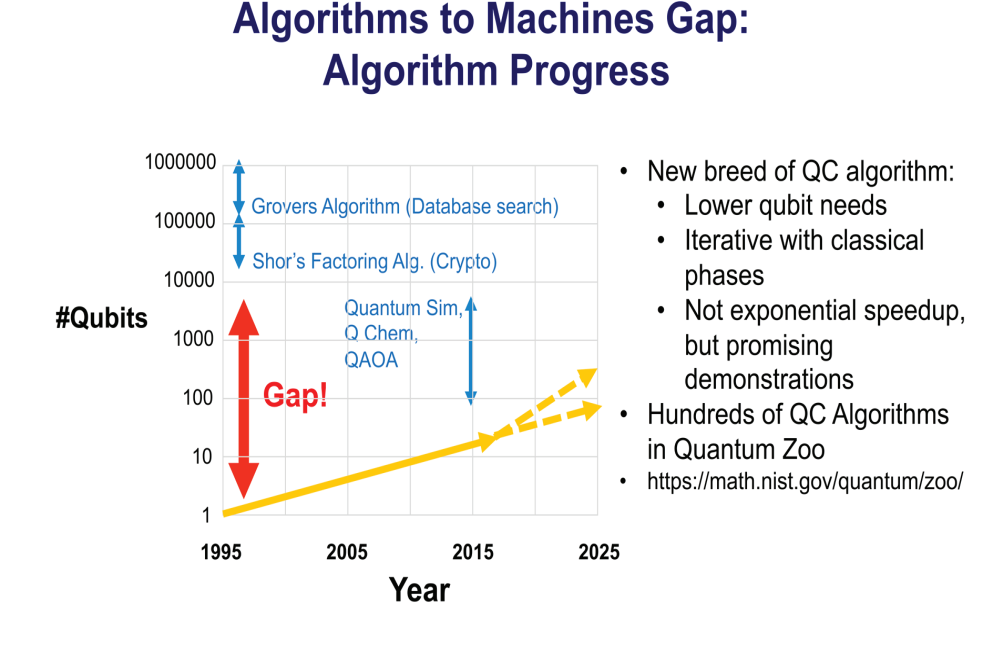 Algorithms to Machines Gap:
Algorithm Progress
1000000
100000
10000
1000
100
10
1
#Qubits
Grovers Algorithm (Database search)
Shor's Factoring Alg. (Crypto)
Quantum Sim,
Q Chem,
QAOA
Gap!
1995
2005
2015
2025
Year
• New breed of QC algorithm:
• Lower qubit needs
• Iterative with classical
phases
• Not exponential speedup,
but promising
demonstrations
• Hundreds of QC Algorithms
in Quantum Zoo
• https://math.nist.gov/quantum/zoo/